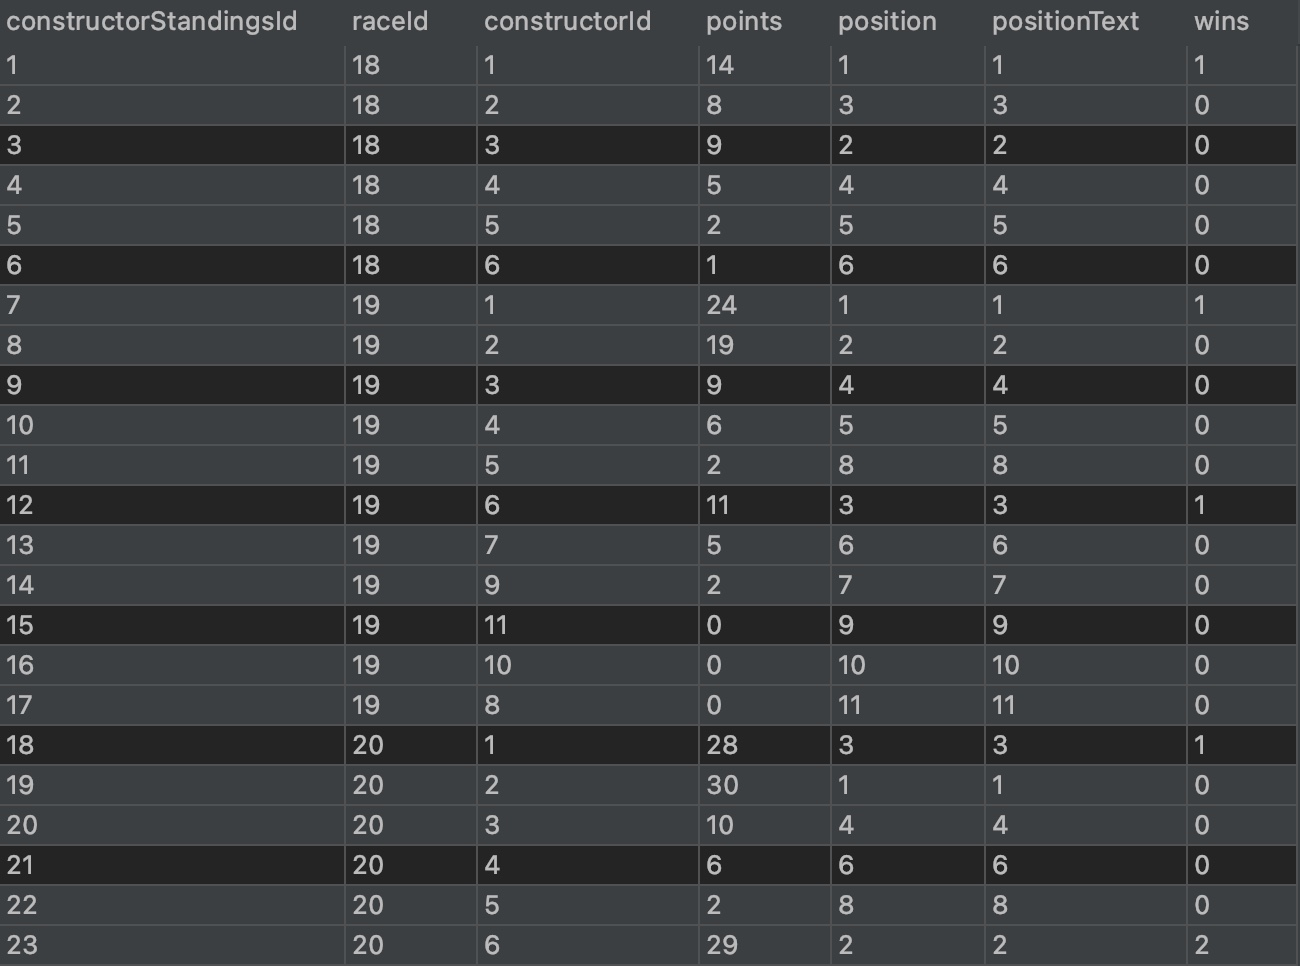 constructorStandingsId raceId constructorId points position positionText wins
1 18 1 14 1 1 1
2 18 2 8 3 3 0
3 18 3 9 2 2 0
4 18 4 5 4 4 0
5 18 5 2 5 5 0
6 18 6 1 6 6 0
7 19 1 24 1 1 1
8 19 2 19 2 2 0
9 19 3 9 4 4 0
10 19 4 6 5 5 0
11 19 5 2 8 8 0
12 19 6 11 3 3 1
13 19 7 5 6 6 0
14 19 9 2 7 7 0
15 19 11 0 9 9 0
16 19 10 0 10 10 0
17 19 8 0 11 11 0
18 20 1 28 3 3 1
19 20 2 30 1 1 0
20 20 3 10 4 4 0
21 20 4 6 6 6 0
22 20 5 2 8 8 0
23 20 6 29 2 2 2